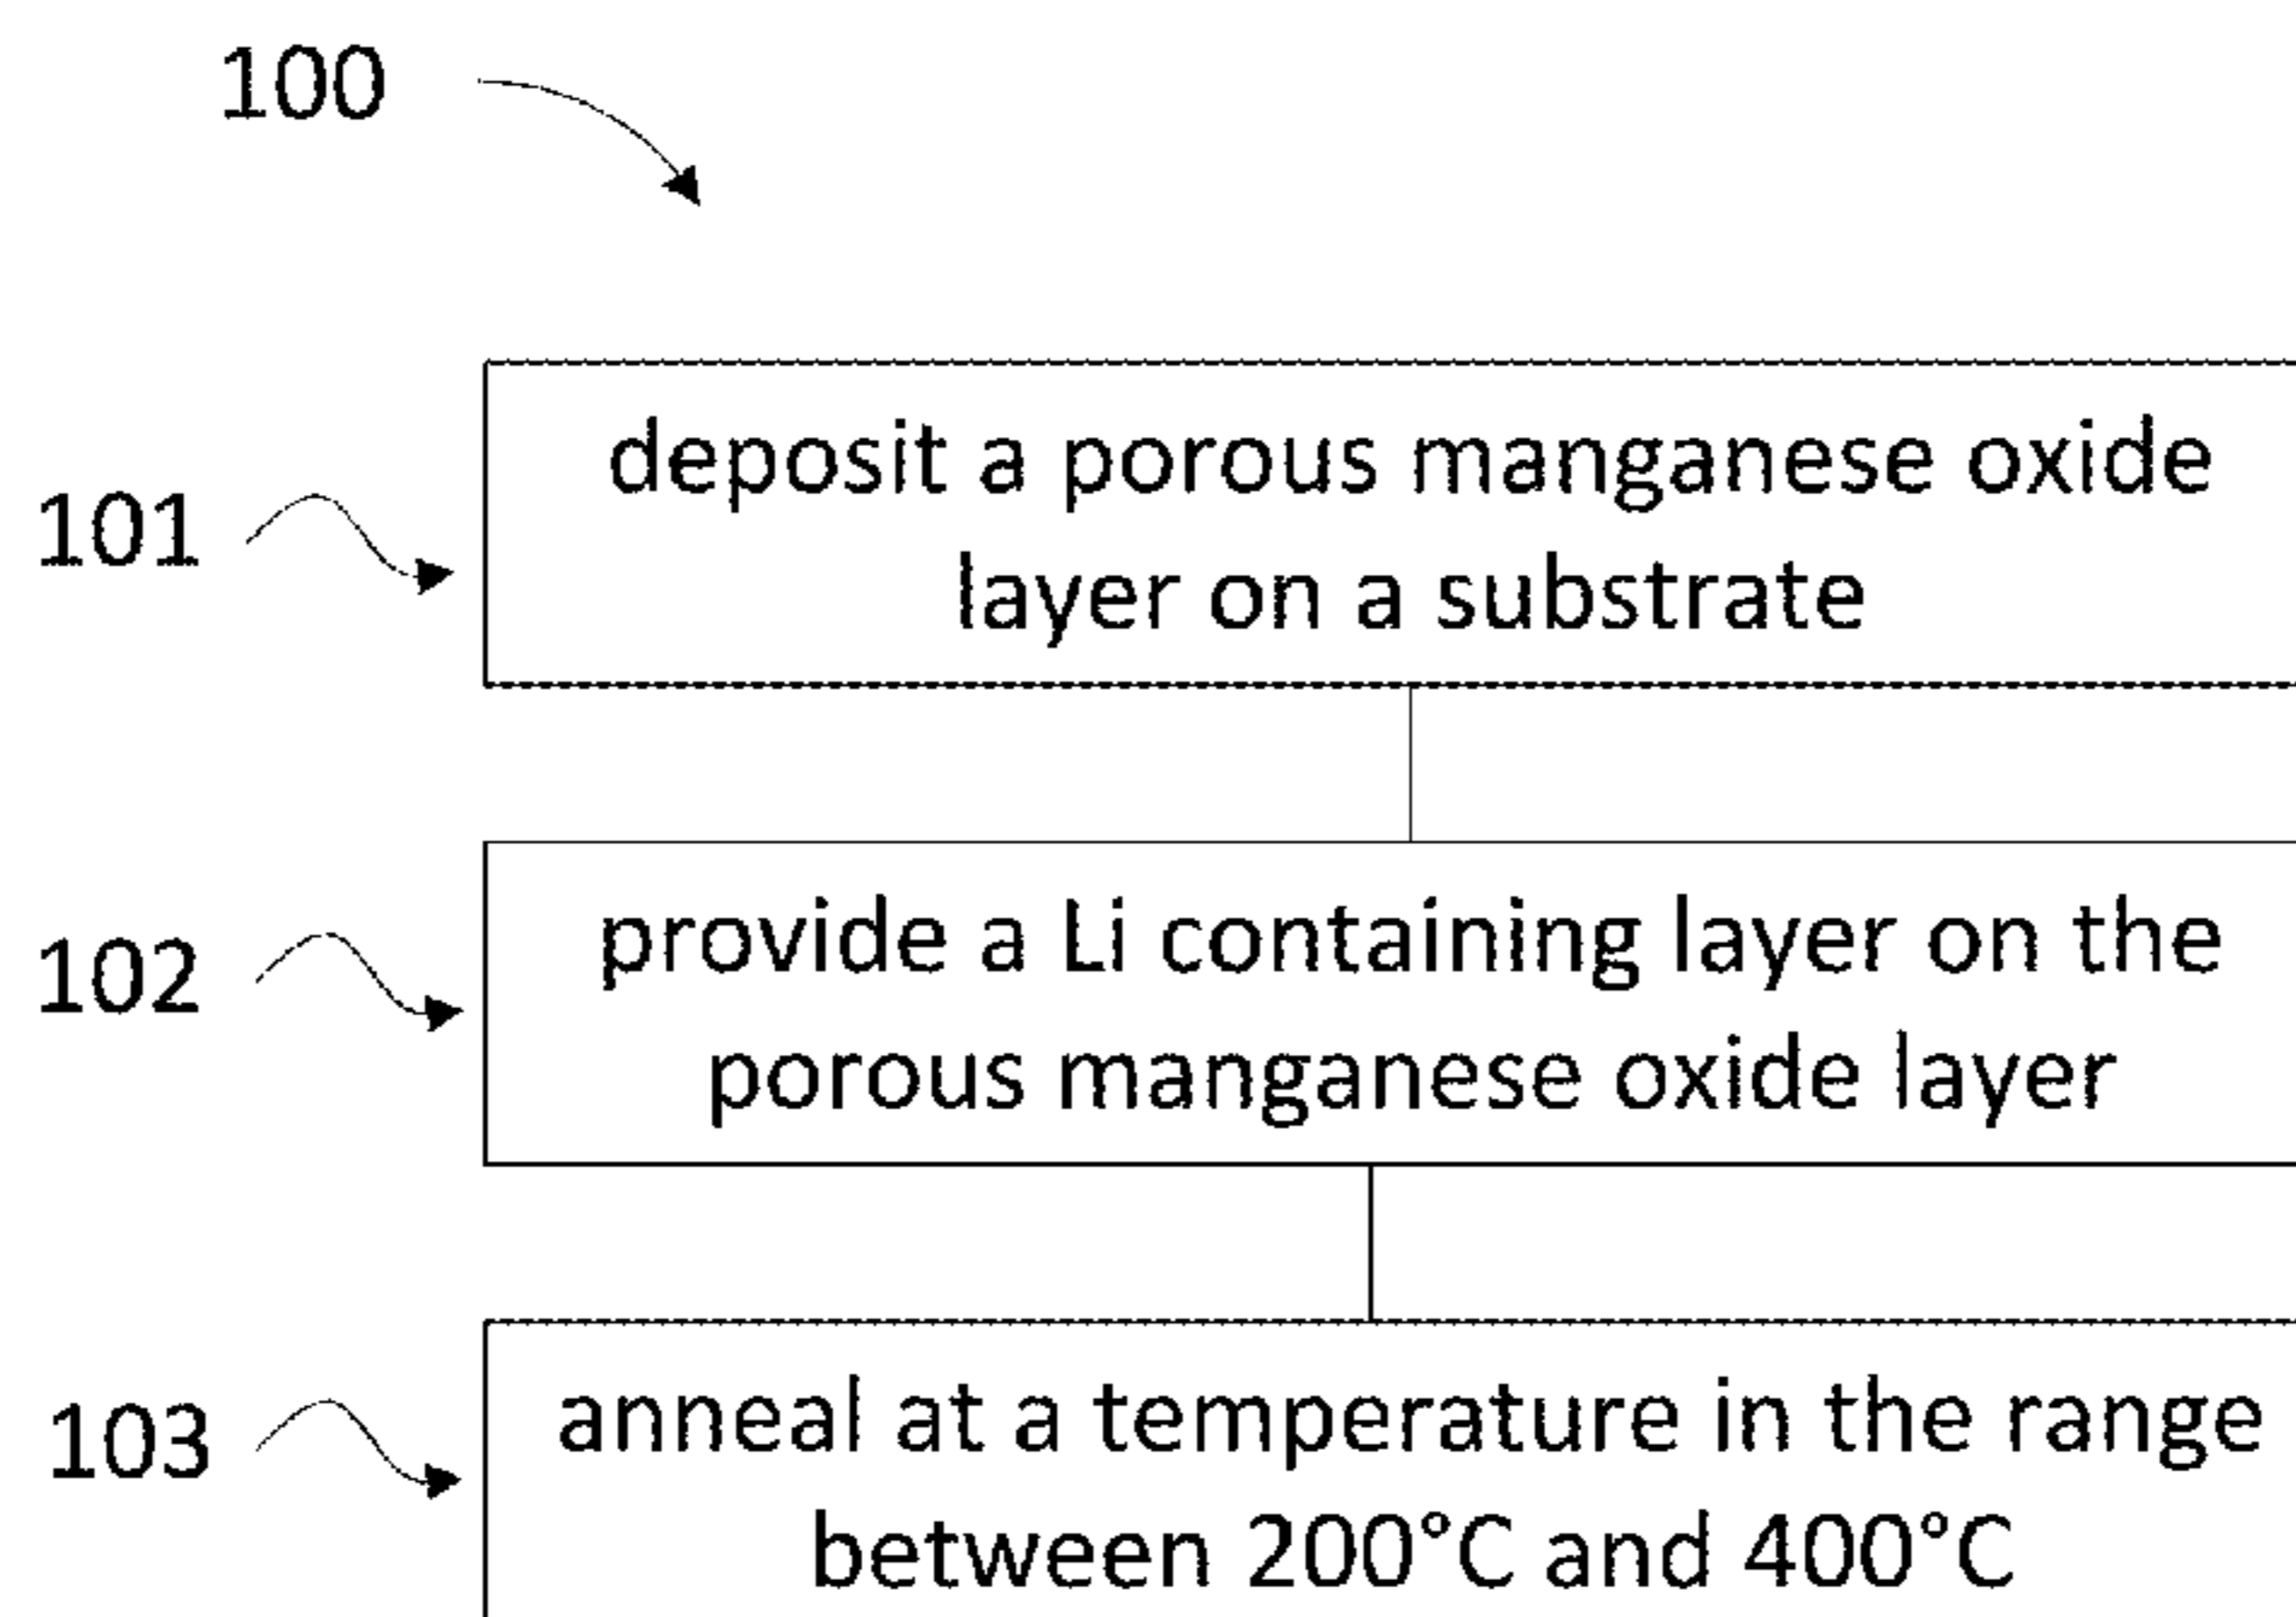 100
101
deposit a porous manganese oxide
layer on a substrate
102
provide a Li containing layer on the
porous manganese oxide layer
103
anneal at a temperature in the range
between 200°C and 400°C